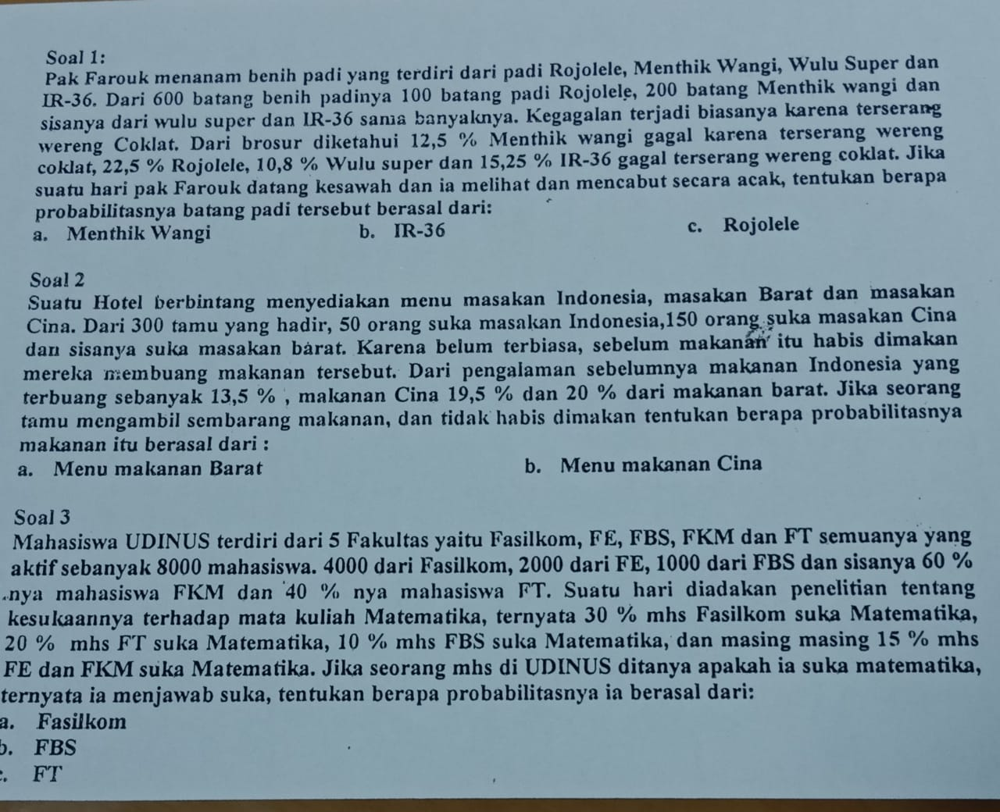 Soal 1:
Pak Farouk menanam benih padi yang terdiri dari padi Rojolele, Menthik Wangi, Wulu Super dan
IR-36. Dari 600 batang benih padinya 100 batang padi Rojolele, 200 batang Menthik wangi dan
sisanya dari wulu super dan IR-36 sama banyaknya. Kegagalan terjadi biasanya karena terserang
wereng Coklat. Dari brosur diketahui 12,5 % Menthik wangi gagal karena terserang wereng
coklat, 22,5 % Rojolele, 10,8 % Wulu super dan 15,25 % IR-36 gagal terserang wereng coklat. Jika
suatu hari pak Farouk datang kesawah dan ia melihat dan mencabut secara acak, tentukan berapa
probabilitasnya batang padi tersebut berasal dari:
a. Menthik Wangi b. IR-36 c. Rojolele
Soal 2
Suatu Hotel berbintang menyediakan menu masakan Indonesia, masakan Barat dan masakan
Cina. Dari 300 tamu yang hadir, 50 orang suka masakan Indonesia,150 orang suka masakan Cina
dan sisanya suka masakan barat. Karena belum terbiasa, sebelum makanan itu habis dimakan
mereka membuang makanan tersebut. Dari pengalaman sebelumnya makanan Indonesia yang
terbuang sebanyak 13,5 % , makanan Cina 19,5 % dan 20 % dari makanan barat. Jika seorang
tamu mengambil sembarang makanan, dan tidak habis dimakan tentukan berapa probabilitasnya
makanan itu berasal dari :
a. Menu makanan Barat b. Menu makanan Cina
Soal 3
Mahasiswa UDINUS terdiri dari 5 Fakultas yaitu Fasilkom, FE, FBS, FKM dan FT semuanya yang
aktif sebanyak 8000 mahasiswa. 4000 dari Fasilkom, 2000 dari FE, 1000 dari FBS dan sisanya 60 %
nya mahasiswa FKM dan 40 % nya mahasiswa FT. Suatu hari diadakan penelitian tentang
kesukaannya terhadap mata kuliah Matematika, ternyata 30 % mhs Fasilkom suka Matematika,
20 % mhs FT suka Matematika, 10 % mhs FBS suka Matematika, dan masing masing 15 % mhs
FE dan FKM suka Matematika. Jika seorang mhs di UDINUS ditanya apakah ia suka matematika,
ternyata ia menjawab suka, tentukan berapa probabilitasnya ia berasal dari:
a. Fasilkom
b. FBS
c. FT